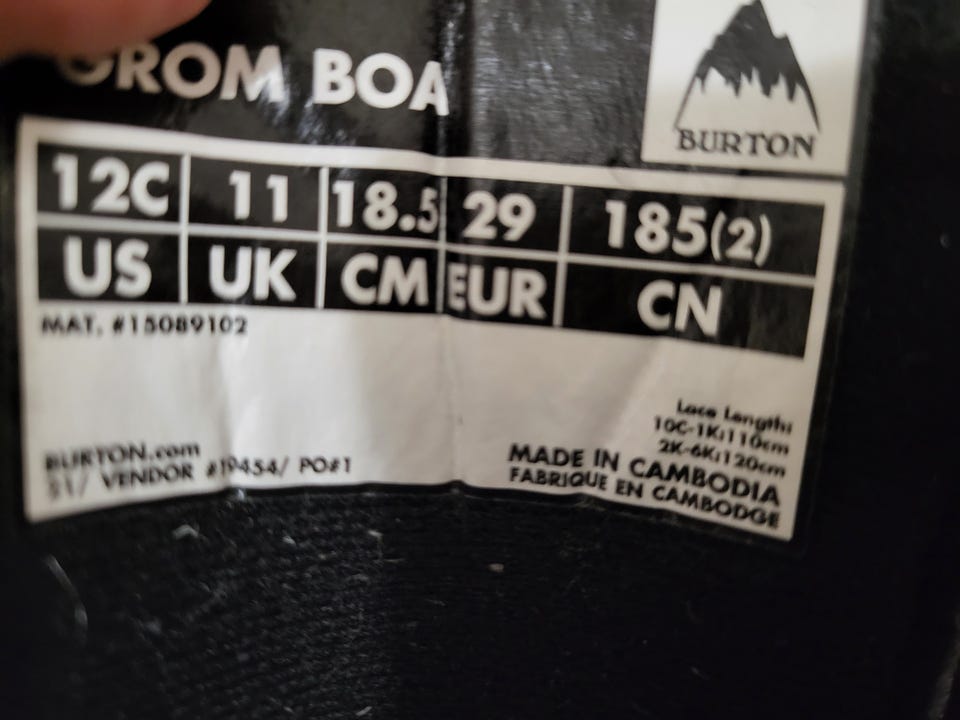 GROM BOA
BURTON
12C 11 18.5 29 185(2)
US UK CM EUR CN
MAT. #15089102
Lace Length:
10C-1K:110cm
2K-6K:120cm
BURTON.com
VENDOR #19454/ PO#1
MADE IN CAMBODIA
FABRIQUE EN CAMBODGE